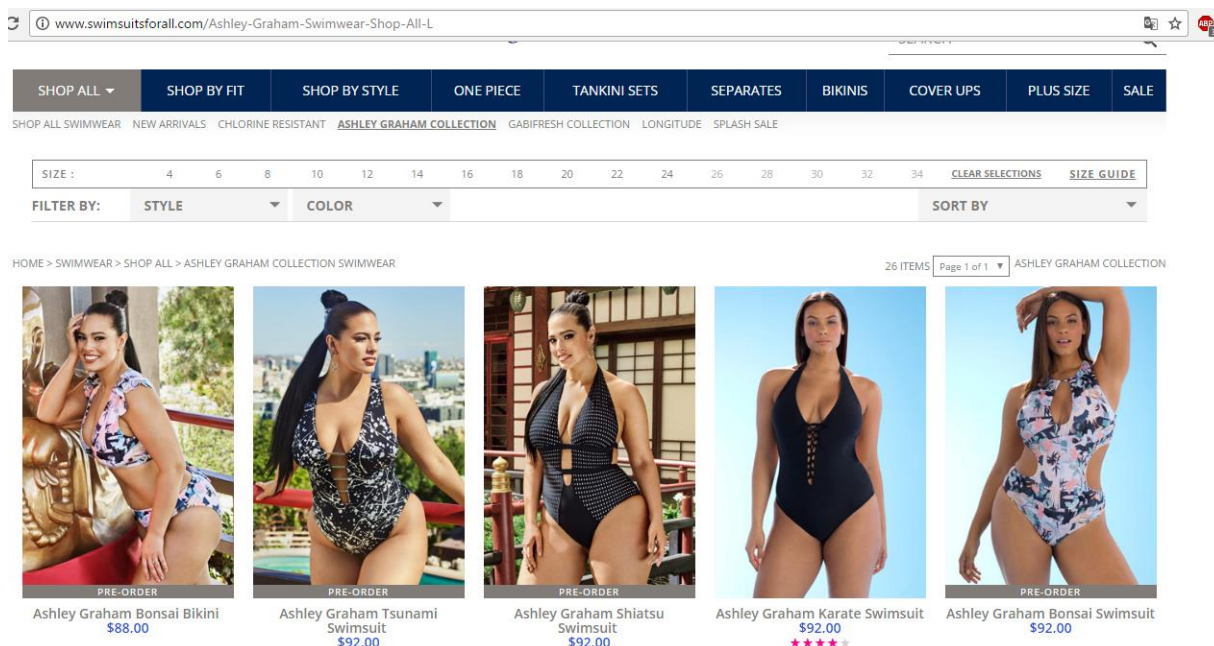 www.swimsuitsforall.com/Ashley-Graham-Swimwear-Shop-All-L
SHOP ALL SHOP BY FIT SHOP BY STYLE ONE PIECE TANKINI SETS SEPARATES BIKINIS COVER UPS PLUS SIZE SALE
SHOP ALL SWIMWEAR NEW ARRIVALS CHLORINE RESISTANT ASHLEY GRAHAM COLLECTION GABIFRESH COLLECTION LONGITUDE SPLASH SALE
SIZE : 4 6 8 10 12 14 16 18 20 22 24 26 28 30 32 34 CLEAR SELECTIONS SIZE GUIDE
FILTER BY: STYLE COLOR SORT BY
HOME > SWIMWEAR > SHOP ALL > ASHLEY GRAHAM COLLECTION SWIMWEAR 26 ITEMS Page 1 of 1 ASHLEY GRAHAM COLLECTION
PRE-ORDER PRE-ORDER PRE-ORDER PRE-ORDER
Ashley Graham Bonsai Bikini
$88.00
Ashley Graham Tsunami
Swimsuit
$92.00
Ashley Graham Shiatsu
Swimsuit
$92.00
Ashley Graham Karate Swimsuit
$92.00
Ashley Graham Bonsai Swimsuit
$92.00